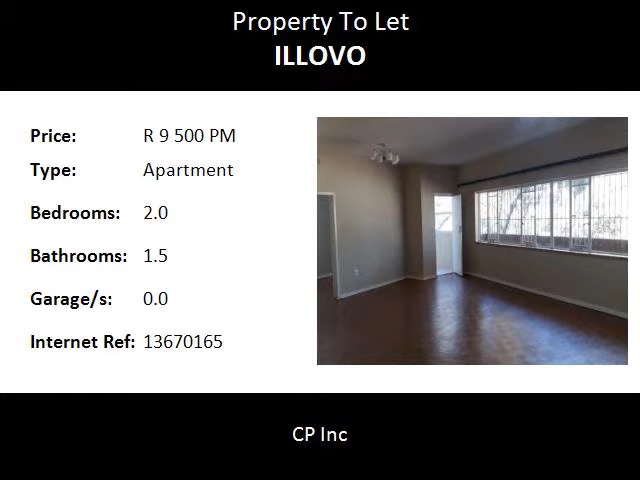 Property To Let
ILLOVO
Price: R 9 500 PM
Type: Apartment
Bedrooms: 2.0
Bathrooms: 1.5
Garage/s: 0.0
Internet Ref: 13670165
CP Inc